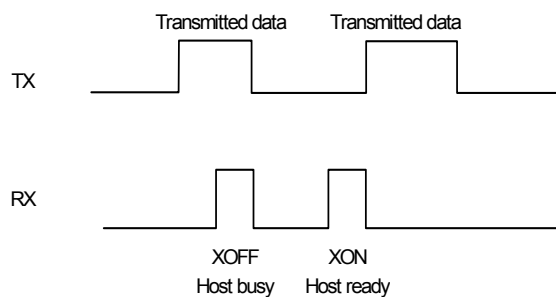 Transmitted data Transmitted data
TX
RX
XOFF XON
Host busy Host ready